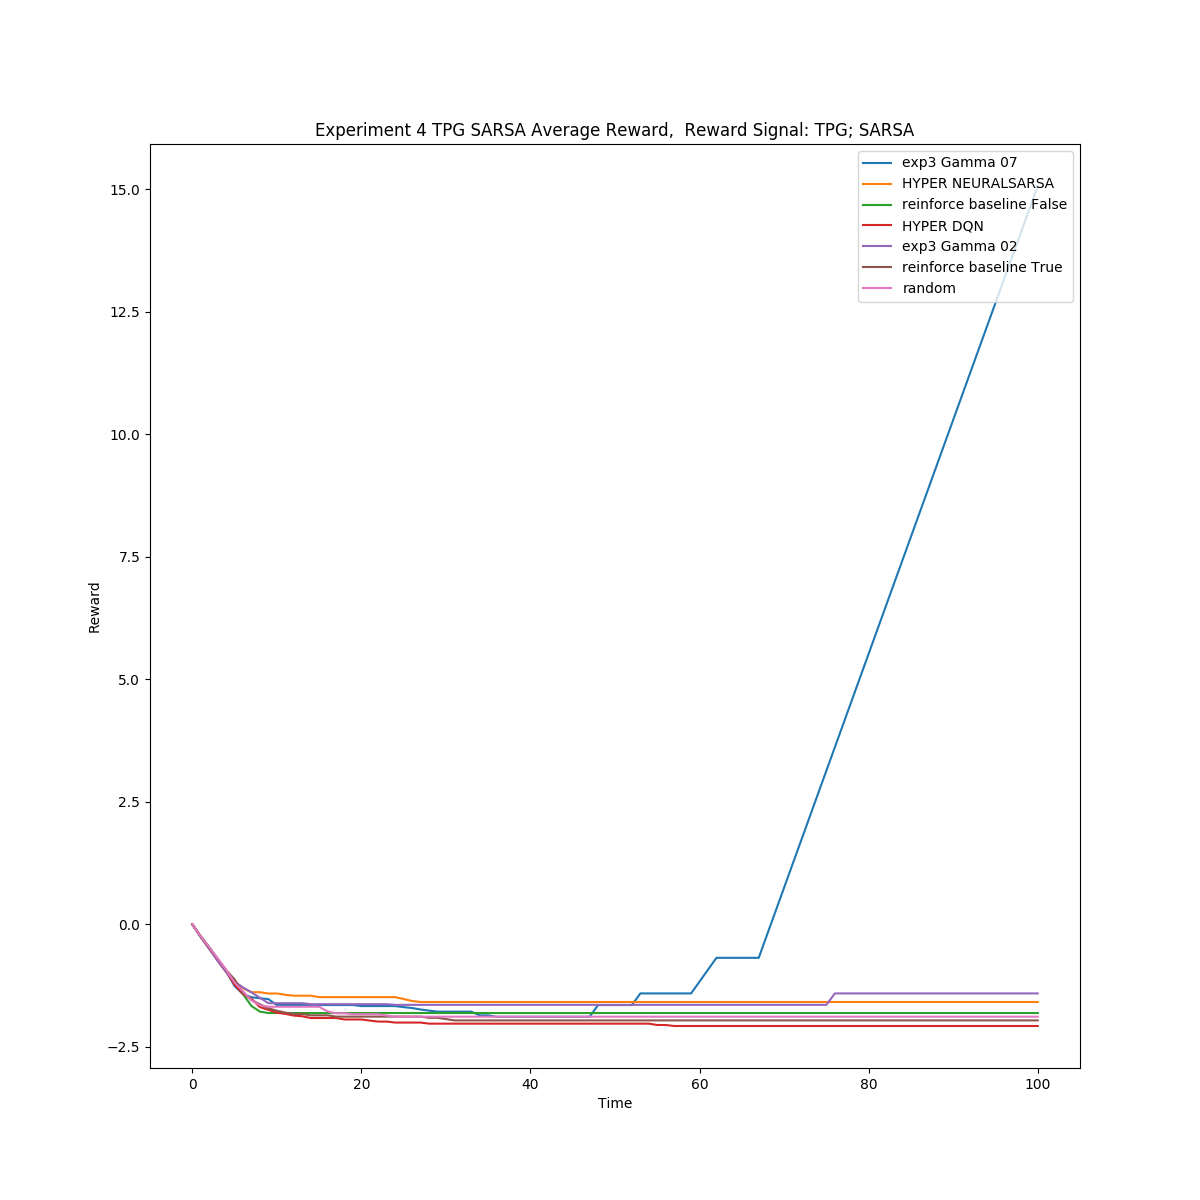 Experiment 4 TPG SARSA Average Reward,  Reward Signal: TPG; SARSA
exp3 Gamma 07
HYPER NEURALSARSA
reinforce baseline False
HYPER DQN
exp3 Gamma 02
reinforce baseline True
random
15.0
12.5
10.0
7.5
5.0
2.5
0.0
−2.5
Reward
0 20 40 60 80 100
Time